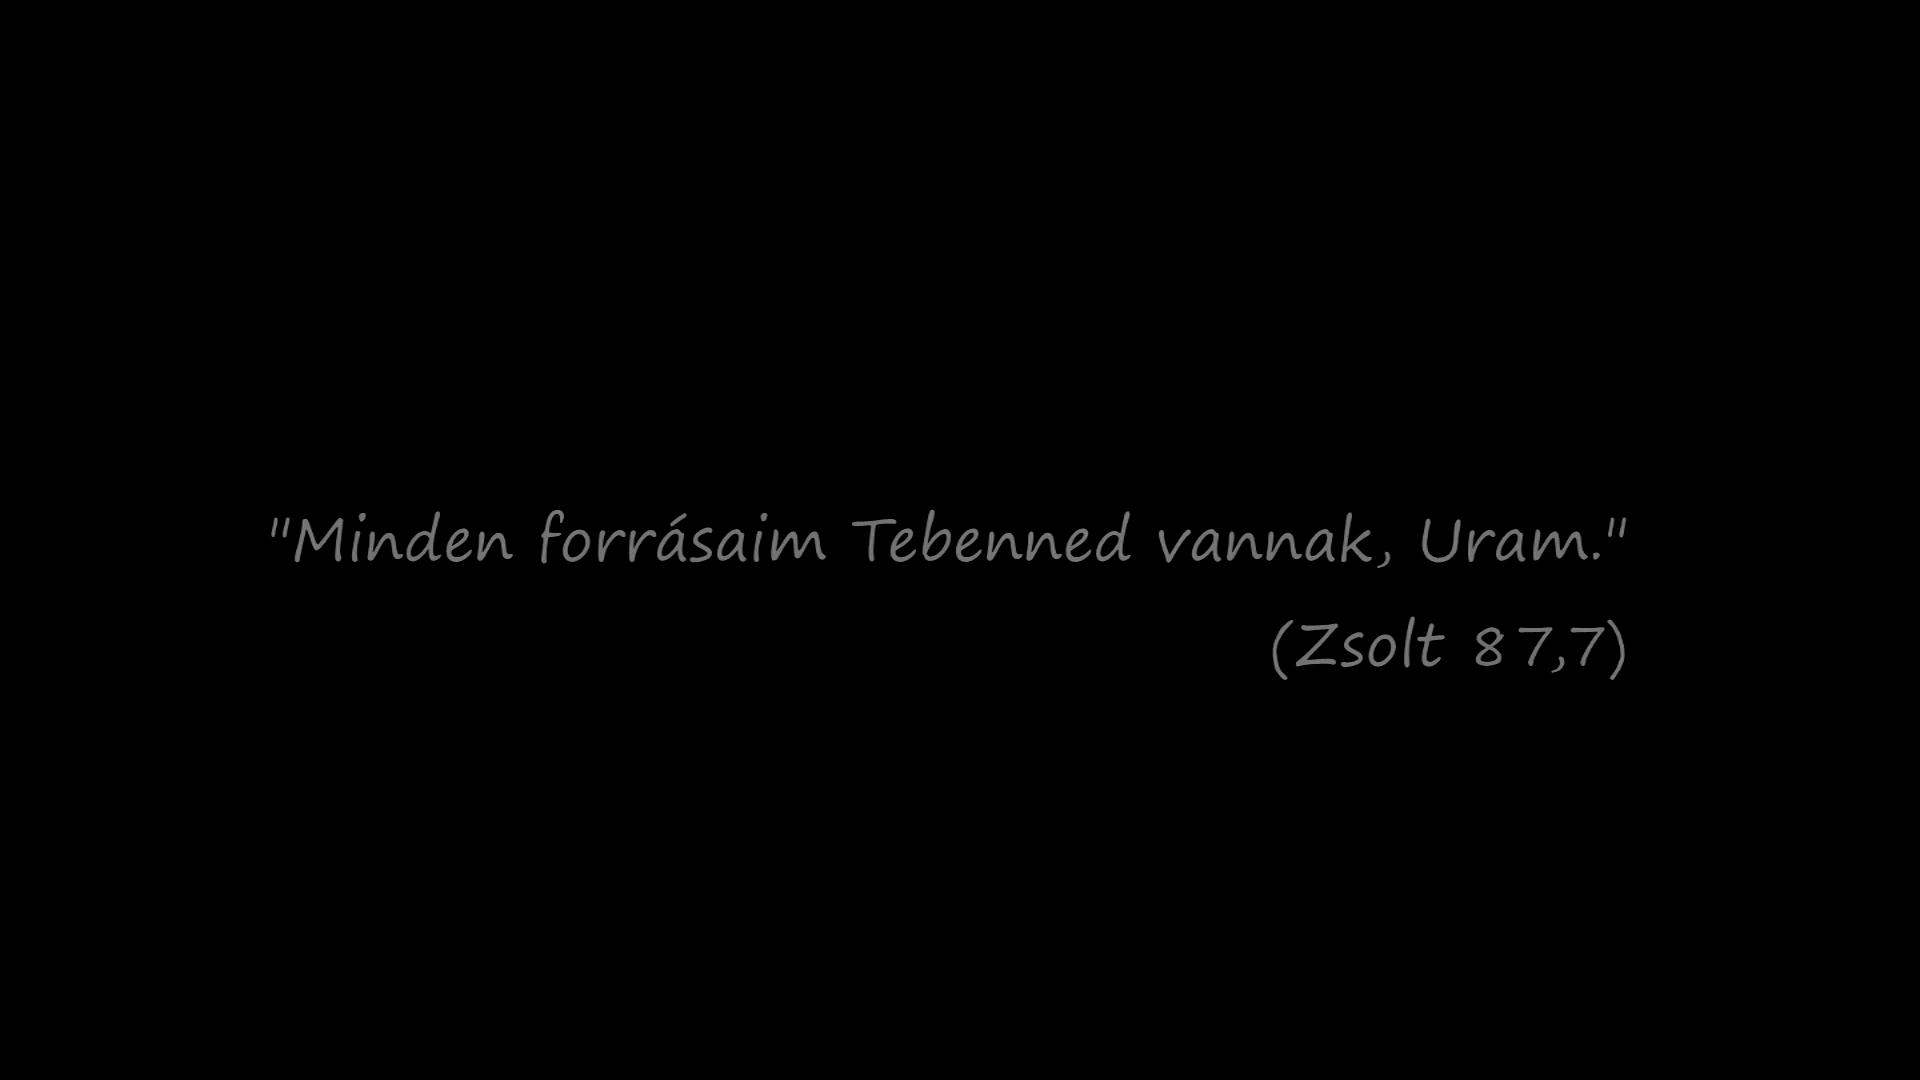 "Minden forrásaim Tebenned vannak, Uram."
(Zsolt 87,7)